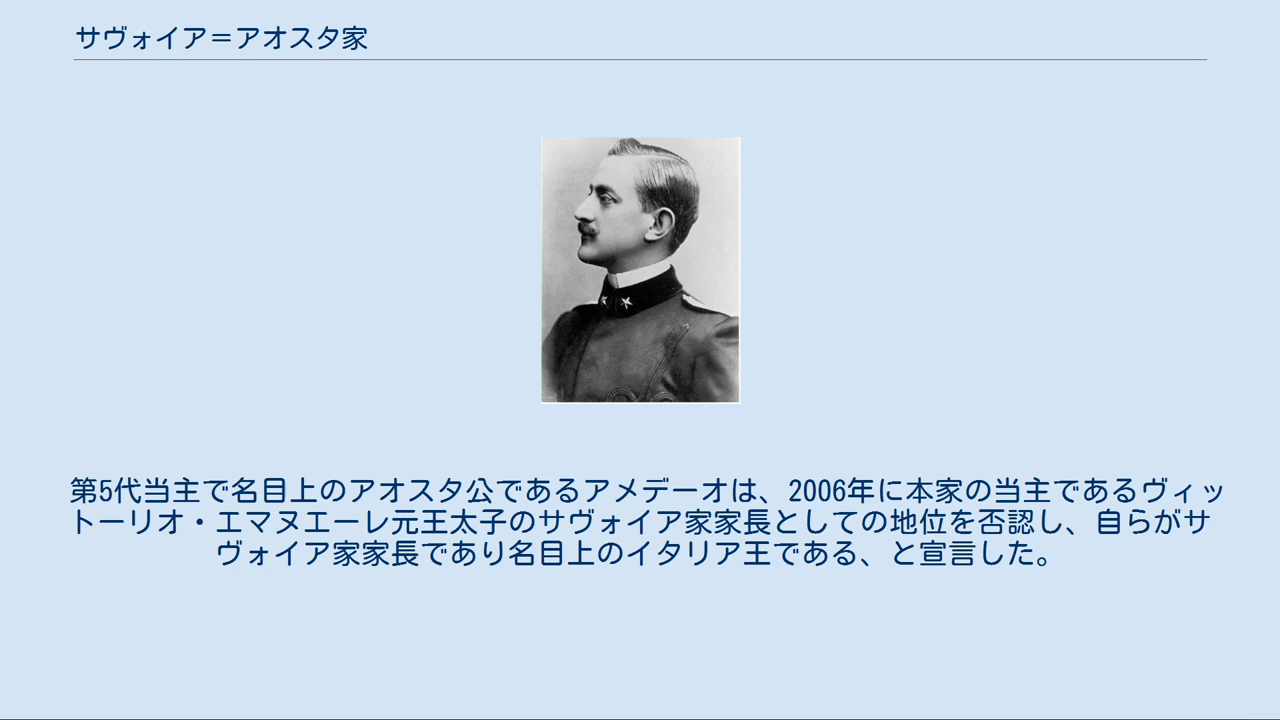 サヴォイア＝アオスタ家
第5代当主で名目上のアオスタ公であるアメデーオは、2006年に本家の当主であるヴィッ
トーリオ・エマヌエーレ元王太子のサヴォイア家家長としての地位を否認し、自らがサ
ヴォイア家家長であり名目上のイタリア王である、と宣言した。